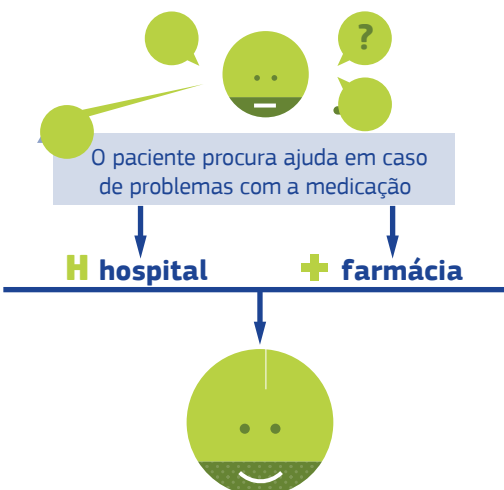 ?
O paciente procura ajuda em caso
de problemas com a medicação
H hospital
farmácia